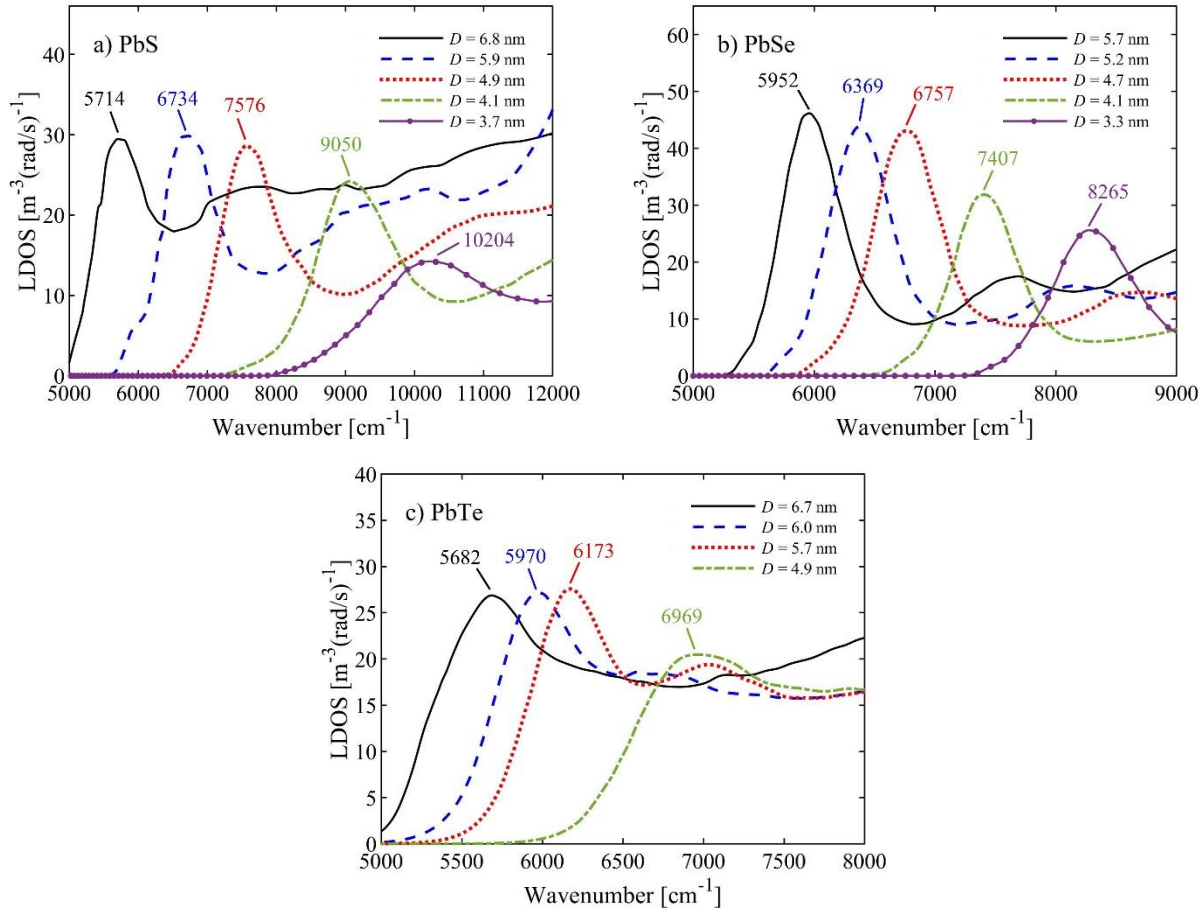 a) PbS
D = 6.8 nm
D = 5.9 nm
D = 4.9 nm
D = 4.1 nm
D = 3.7 nm
5714
6734
7576
9050
10204
40
30
20
10
0
LDOS [m⁻³(rad/s)⁻¹]
5000 6000 7000 8000 9000 10000 11000 12000
Wavenumber [cm⁻¹]
b) PbSe
D = 5.7 nm
D = 5.2 nm
D = 4.7 nm
D = 4.1 nm
D = 3.3 nm
5952
6369
6757
7407
8265
60
50
40
30
20
10
0
LDOS [m⁻³(rad/s)⁻¹]
5000 6000 7000 8000 9000
Wavenumber [cm⁻¹]
c) PbTe
D = 6.7 nm
D = 6.0 nm
D = 5.7 nm
D = 4.9 nm
5682
5970
6173
6969
40
35
30
25
20
15
10
5
0
LDOS [m⁻³(rad/s)⁻¹]
5000 5500 6000 6500 7000 7500 8000
Wavenumber [cm⁻¹]